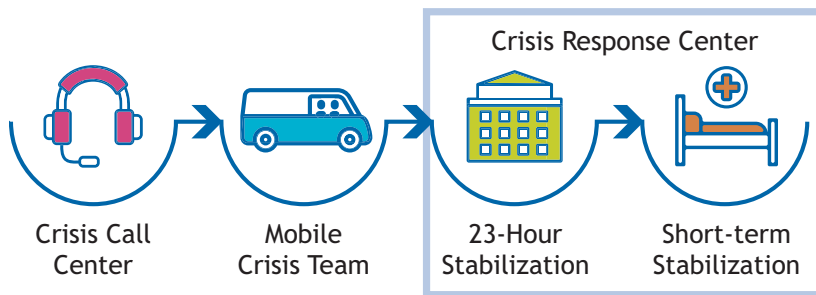 Crisis Response Center
Crisis Call
Center
Mobile
Crisis Team
23-Hour
Stabilization
Short-term
Stabilization